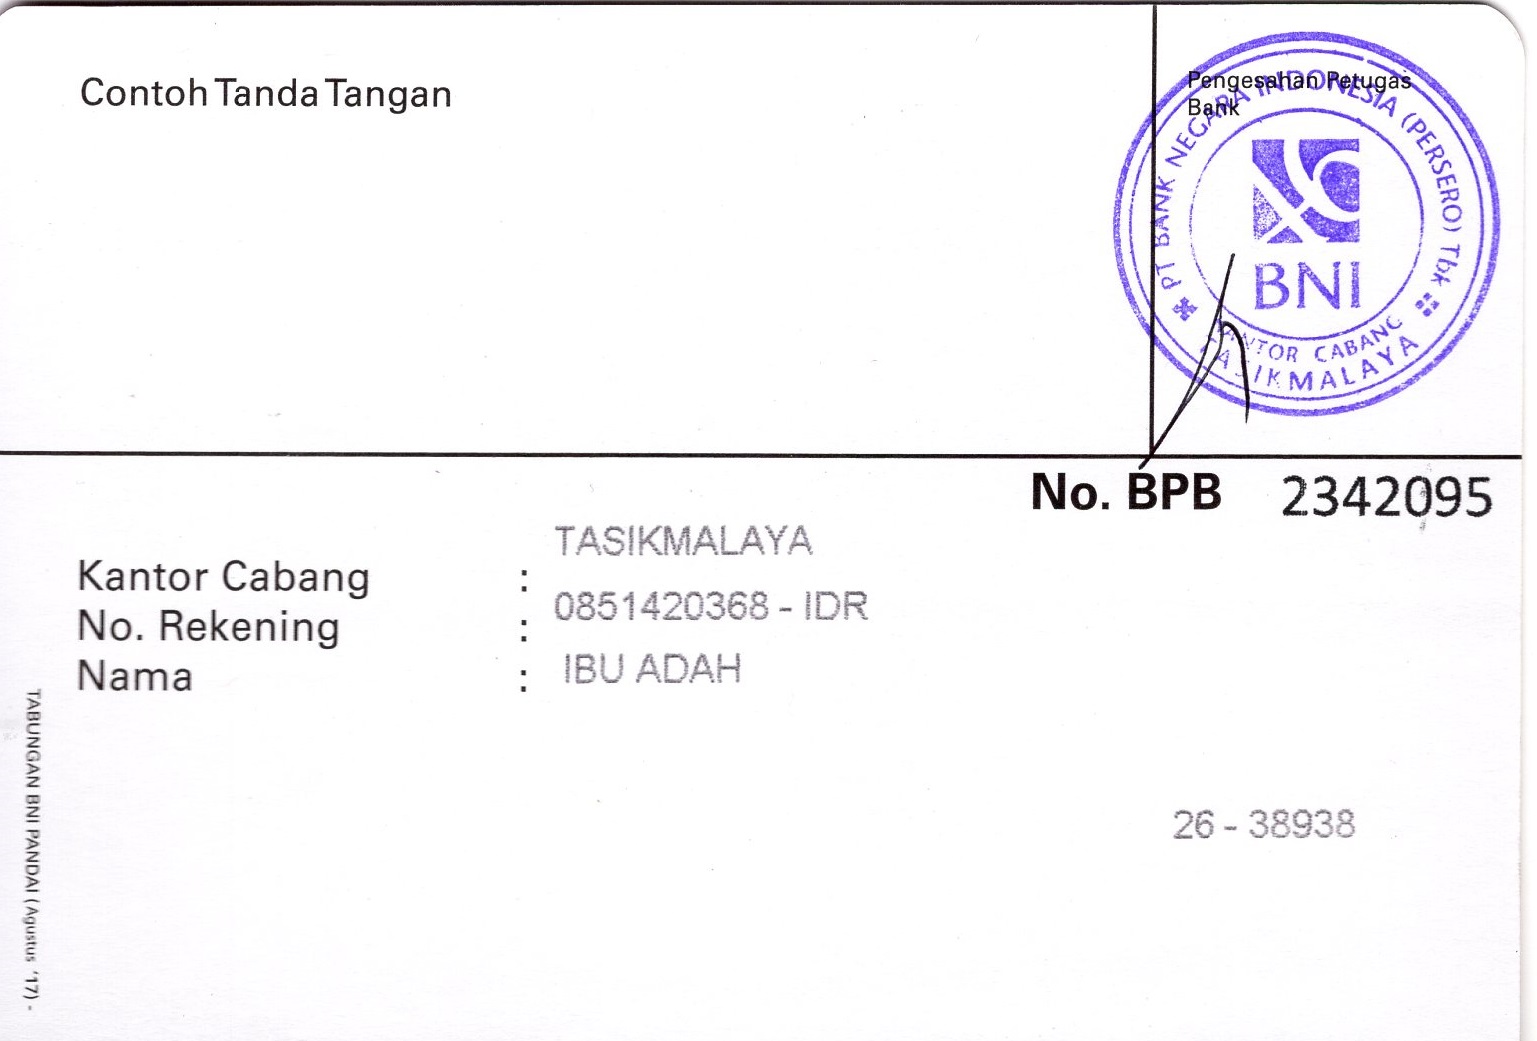 Contoh Tanda Tangan
Pengesahan Petugas
Bank
PT BANK NEGARA INDONESIA (PERSERO) Tbk
BNI
KANTOR CABANG
TASIKMALAYA
No. BPB 2342095
Kantor Cabang : TASIKMALAYA
No. Rekening : 0851420368 - IDR
Nama : IBU ADAH
26 - 38938
TABUNGAN BNI PANDAI (Agustus '17) -